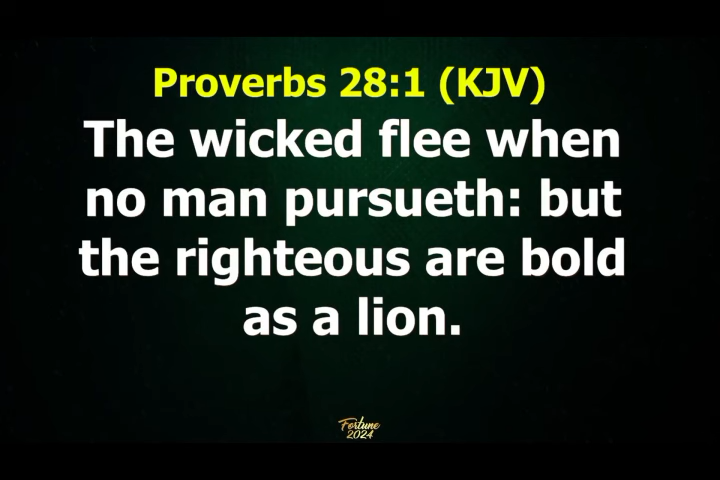 Proverbs 28:1 (KJV)
The wicked flee when
no man pursueth: but
the righteous are bold
as a lion.
Fortune
2024